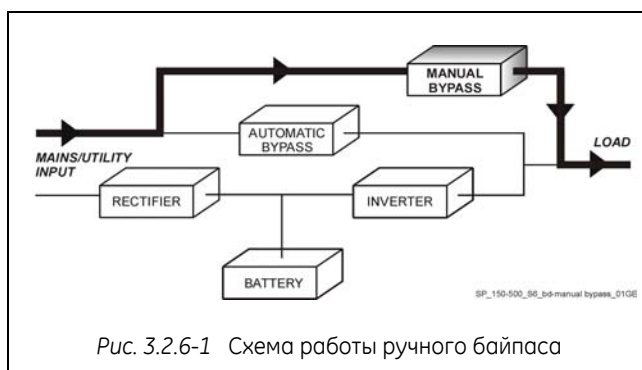 MANUAL
BYPASS
AUTOMATIC
BYPASS
LOAD
MAINS/UTILITY
INPUT
RECTIFIER
INVERTER
BATTERY
SP_150-500_S6_bd-manual bypass_01GE
Рис. 3.2.6-1 Схема работы ручного байпаса